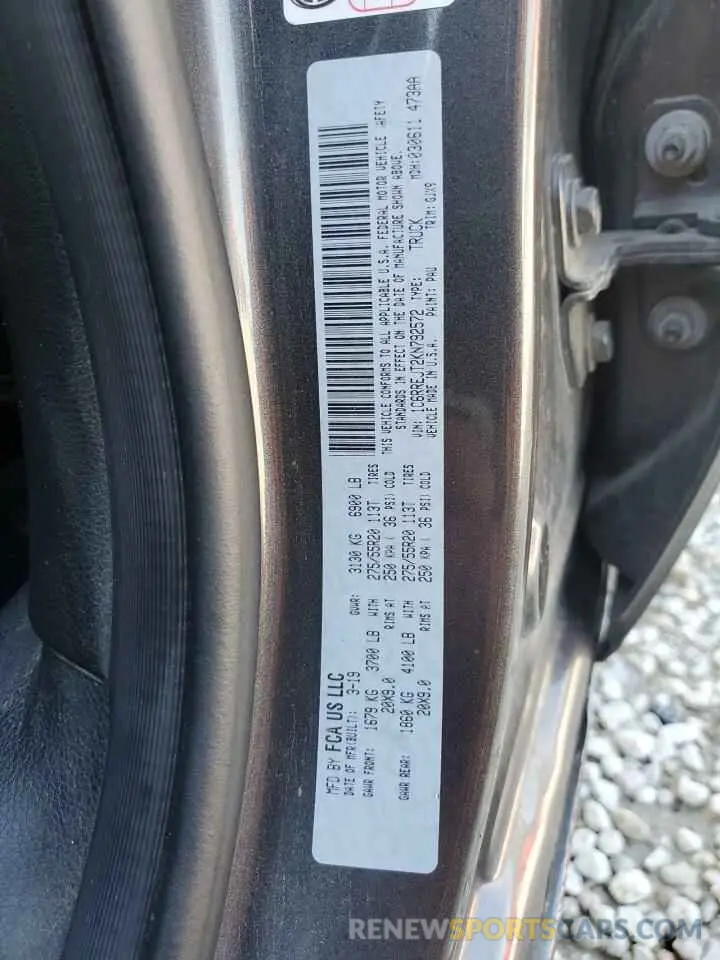 MFD BY FCA US LLC
DATE OF MFR(BUILT): 3-19 GVWR: 3130 KG 6900 LB
GAWR FRONT: 1679 KG 3700 LB WITH 275/55R20 113T TIRES
20X9.0 RIMS AT 250 KPA ( 36 PSI) COLD
GAWR REAR: 1860 KG 4100 LB WITH 275/55R20 113T TIRES
20X9.0 RIMS AT 250 KPA ( 36 PSI) COLD
THIS VEHICLE CONFORMS TO ALL APPLICABLE U.S.A. FEDERAL MOTOR VEHICLE AFETY
STANDARDS IN EFFECT ON THE DATE OF MANUFACTURE SHOWN ABOVE.
VIN: 1C6RREJT2KN792572 TYPE: TRUCK MDH:030611 473AA
VEHICLE MADE IN U.S.A. PAINT: PAU TRIM: GJX9
RENEWSPORTSCARS.COM